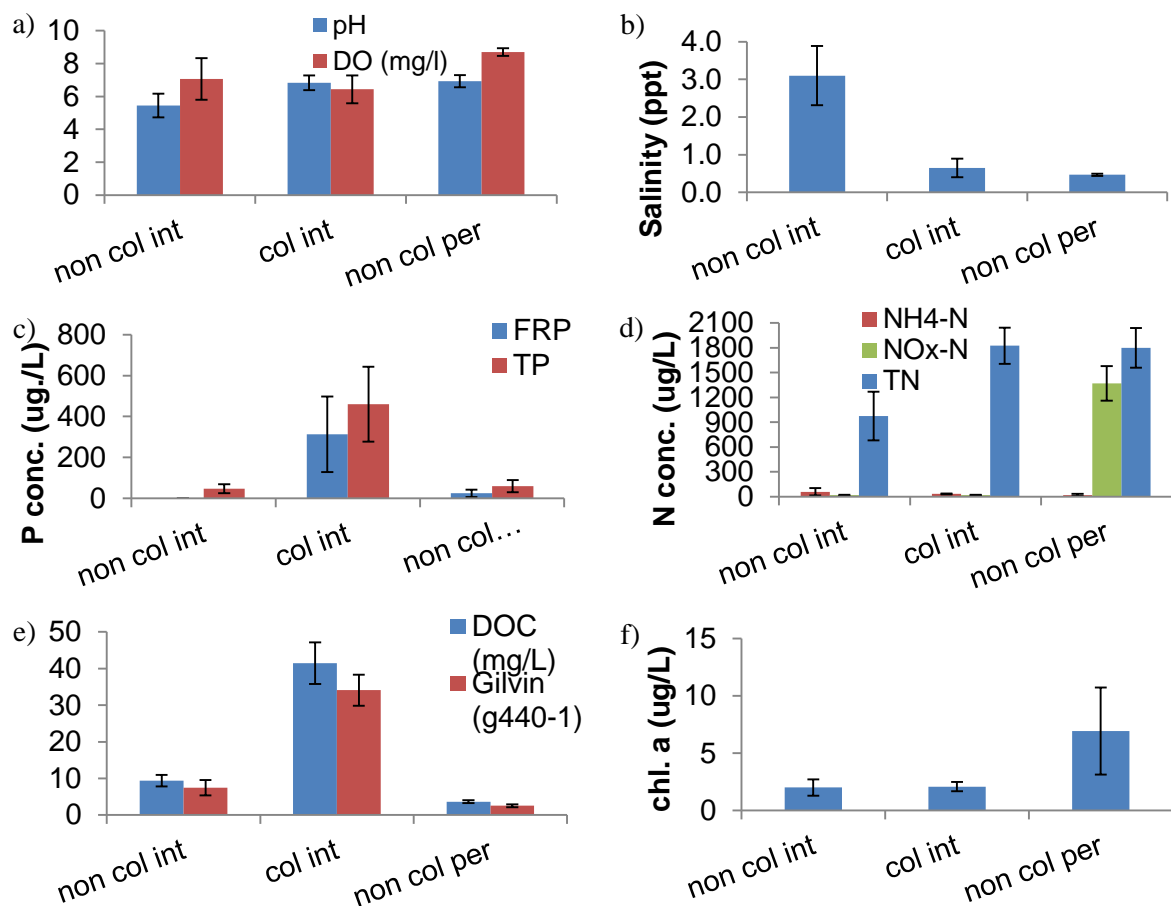 a)
pH
DO (mg/l)
10
8
6
4
2
0
non col int
col int
non col per
b)
Salinity (ppt)
4.0
3.0
2.0
1.0
0.0
non col int
col int
non col per
c)
FRP
TP
P conc. (ug./L)
800
600
400
200
0
non col int
col int
non col...
d)
NH4-N
NOx-N
TN
N conc. (ug/L)
2100
1800
1500
1200
900
600
300
0
non col int
col int
non col per
e)
DOC
(mg/L)
Gilvin
(g440-1)
50
40
30
20
10
0
non col int
col int
non col per
f)
chl. a (ug/L)
15
10
5
0
non col int
col int
non col per